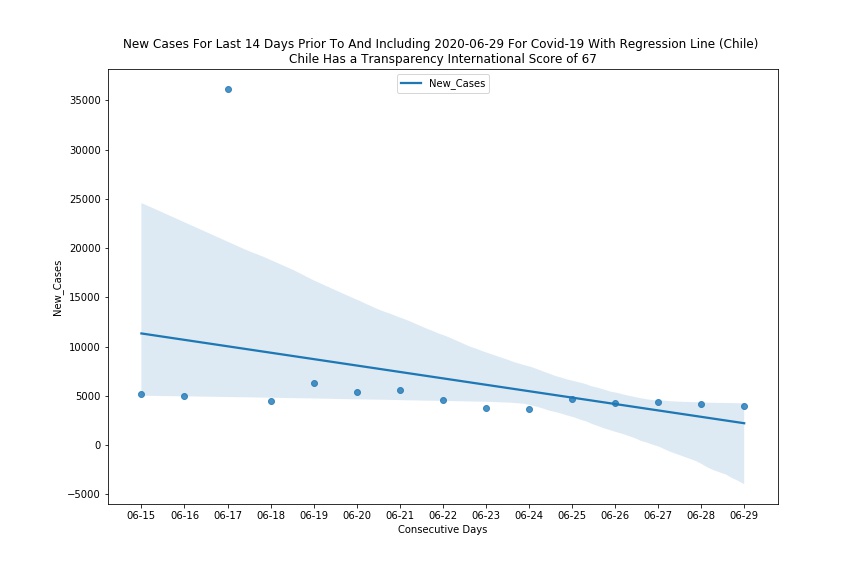 New Cases For Last 14 Days Prior To And Including 2020-06-29 For Covid-19 With Regression Line (Chile)
Chile Has a Transparency International Score of 67
New_Cases
35000
30000
25000
20000
15000
10000
5000
0
−5000
New_Cases
06-15 06-16 06-17 06-18 06-19 06-20 06-21 06-22 06-23 06-24 06-25 06-26 06-27 06-28 06-29
Consecutive Days